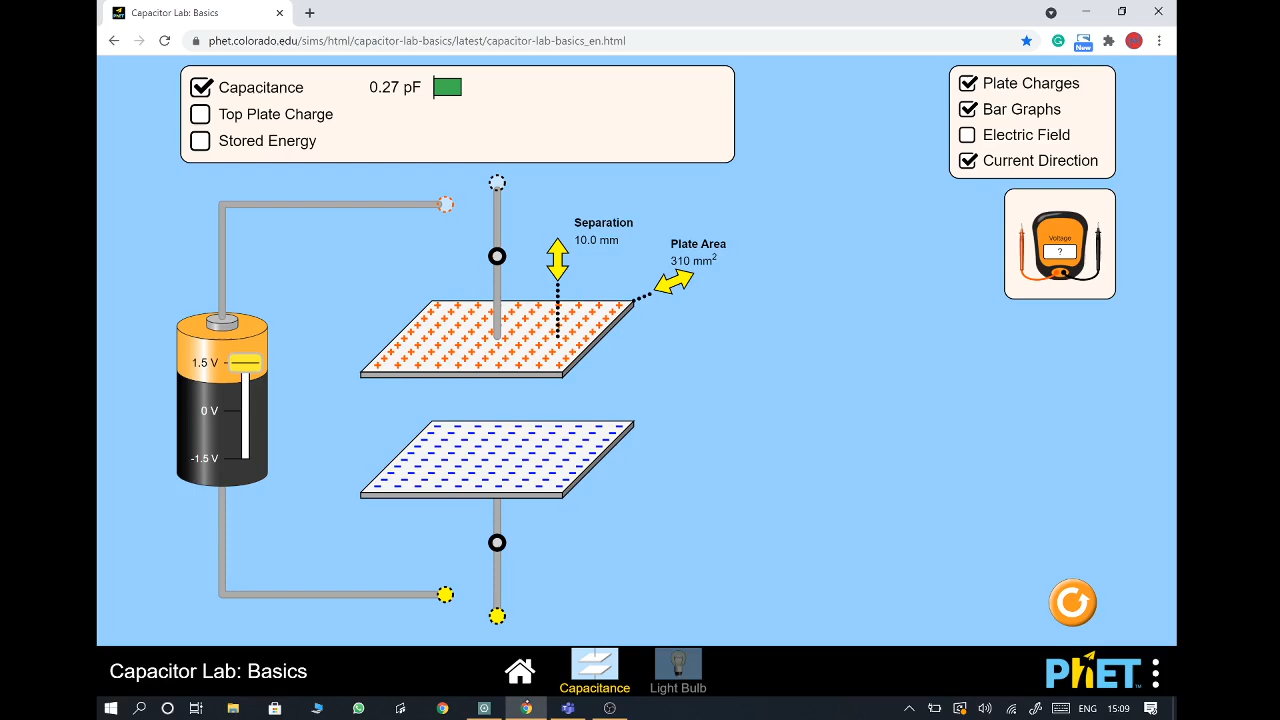 Capacitor Lab: Basics
phet.colorado.edu/sims/html/capacitor-lab-basics/latest/capacitor-lab-basics_en.html
New
Capacitance 0.27 pF
Top Plate Charge
Stored Energy
Plate Charges
Bar Graphs
Electric Field
Current Direction
Separation
10.0 mm
Plate Area
310 mm²
Voltage
?
1.5 V
0 V
-1.5 V
Capacitor Lab: Basics
Capacitance
Light Bulb
PhET
ENG 15:09